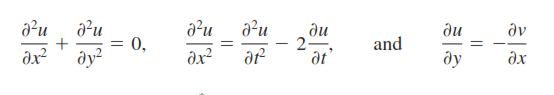 ∂²u/∂x² + ∂²u/∂y² = 0, ∂²u/∂x² = ∂²u/∂t² − 2 ∂u/∂t, and ∂u/∂y = − ∂v/∂x